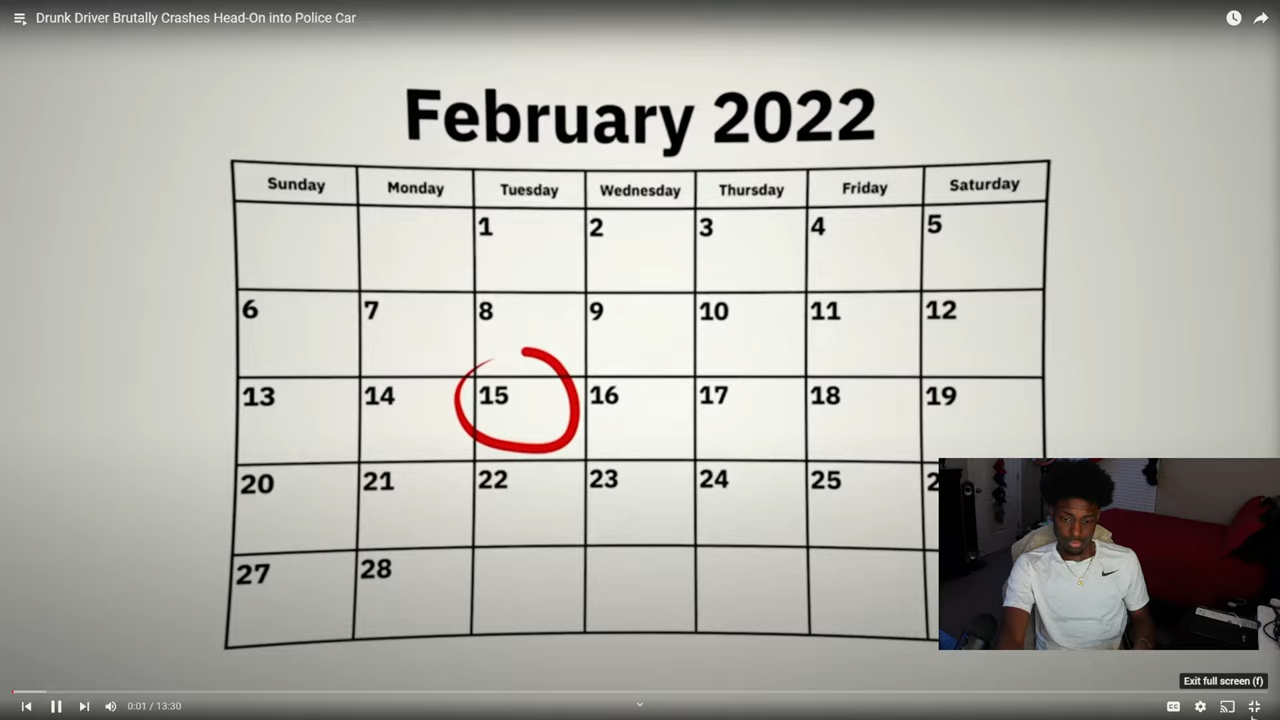 Drunk Driver Brutally Crashes Head-On into Police Car
February 2022
Sunday Monday Tuesday Wednesday Thursday Friday Saturday
1 2 3 4 5
6 7 8 9 10 11 12
13 14 15 16 17 18 19
20 21 22 23 24 25
27 28
Exit full screen (f)
0:01 / 13:30
CC